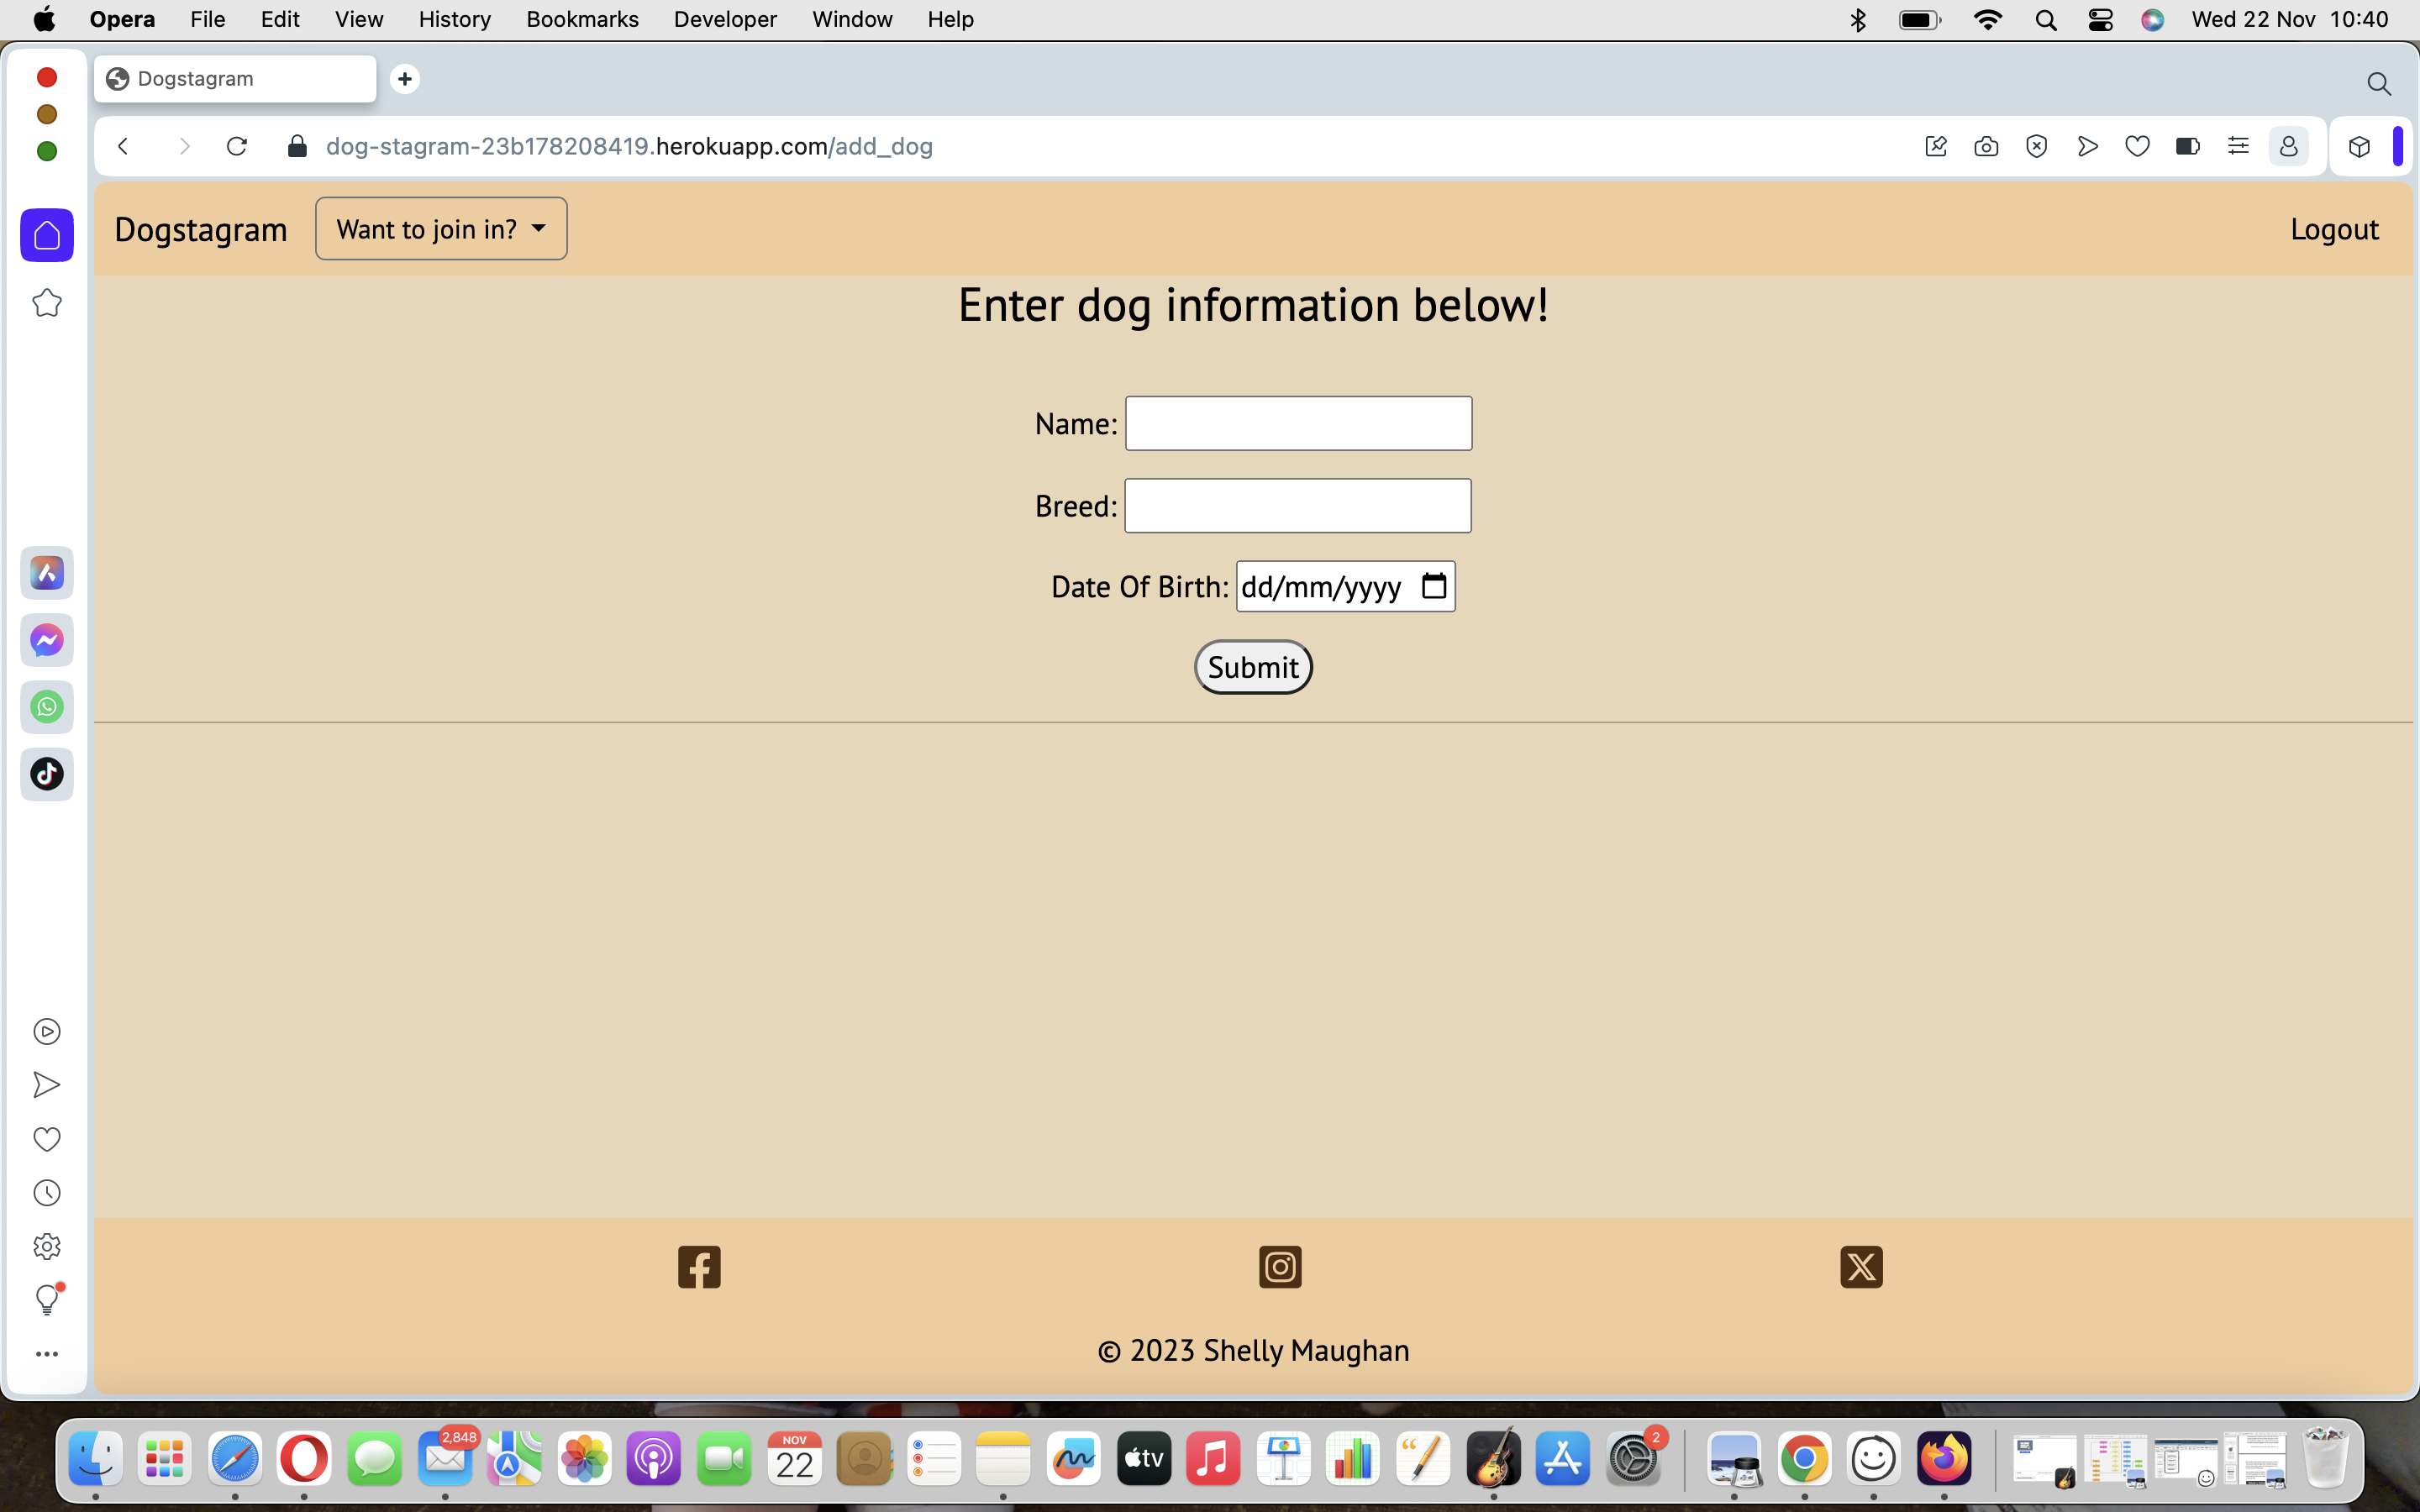 Opera File Edit View History Bookmarks Developer Window Help Wed 22 Nov 10:40
Dogstagram
dog-stagram-23b178208419.herokuapp.com/add_dog
Dogstagram Want to join in? Logout
Enter dog information below!
Name:
Breed:
Date Of Birth: dd/mm/yyyy
Submit
© 2023 Shelly Maughan
2,848
NOV
22
tv
2